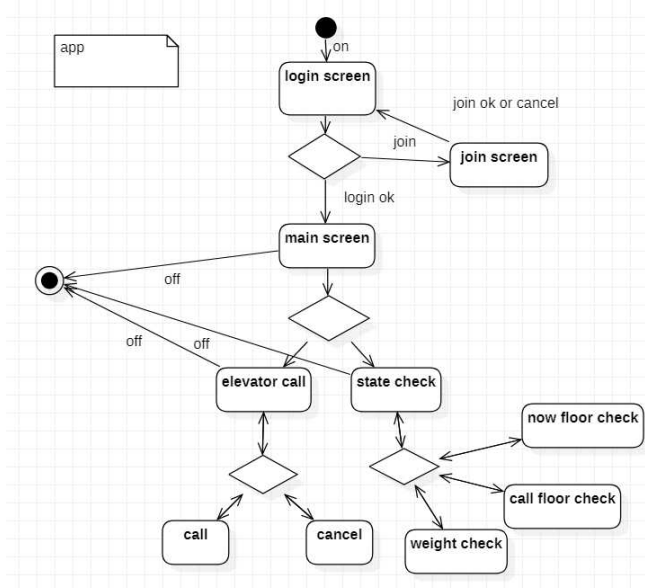 app
on
login screen
join ok or cancel
join
join screen
login ok
main screen
off
off
off
elevator call
state check
now floor check
call floor check
call
cancel
weight check